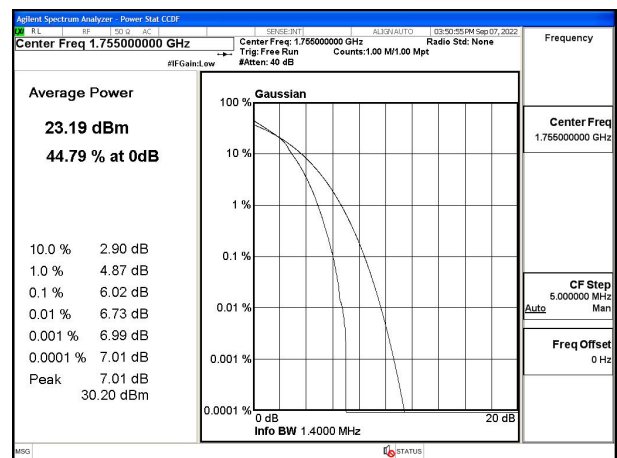 Agilent Spectrum Analyzer - Power Stat CCDF
RL RF 50 Ω AC SENSE:INT ALIGN AUTO 03:50:55 PM Sep 07, 2022
Center Freq 1.755000000 GHz
Center Freq: 1.755000000 GHz Radio Std: None
Trig: Free Run Counts:1.00 M/1.00 Mpt
#IFGain:Low #Atten: 40 dB
Frequency
Average Power
23.19 dBm
44.79 % at 0dB
10.0 % 2.90 dB
1.0 % 4.87 dB
0.1 % 6.02 dB
0.01 % 6.73 dB
0.001 % 6.99 dB
0.0001 % 7.01 dB
Peak 7.01 dB
30.20 dBm
Gaussian
100 %
10 %
1 %
0.1 %
0.01 %
0.001 %
0.0001 %
0 dB 20 dB
Info BW 1.4000 MHz
Center Freq
1.755000000 GHz
CF Step
5.000000 MHz
Auto Man
Freq Offset
0 Hz
MSG STATUS